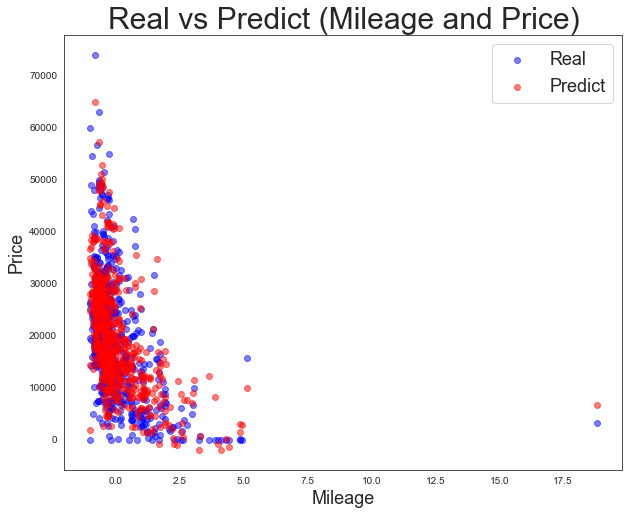 Real vs Predict (Mileage and Price)
Real
Predict
70000
60000
50000
40000
30000
20000
10000
0
Price
0.0 2.5 5.0 7.5 10.0 12.5 15.0 17.5
Mileage